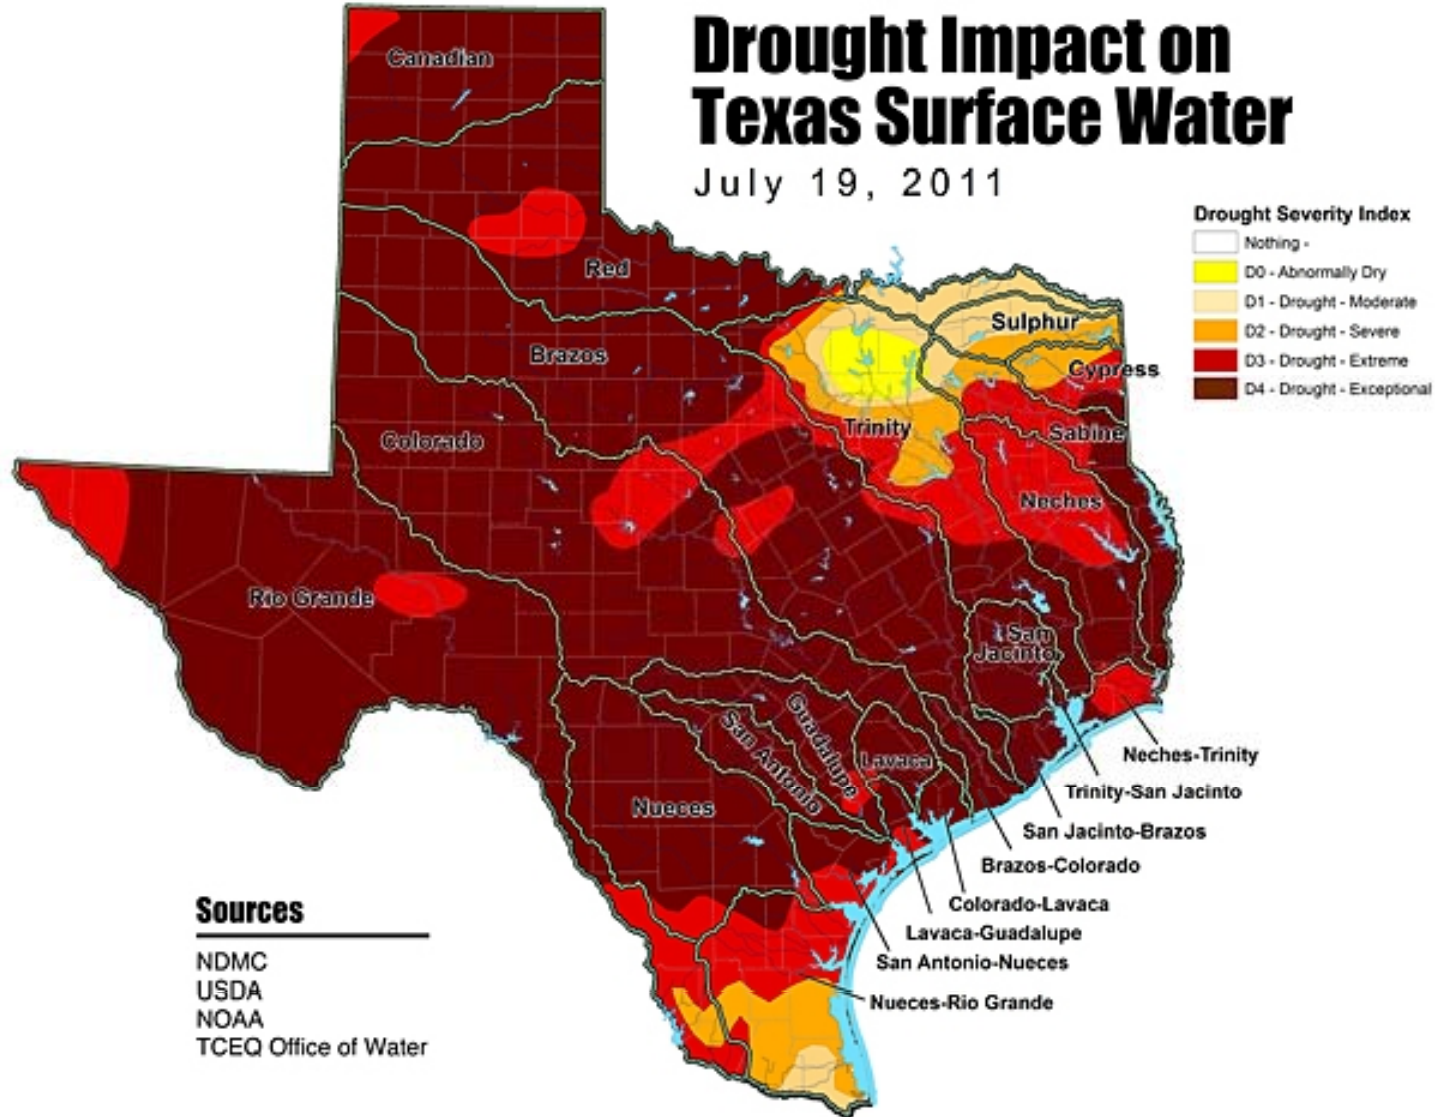 Drought Impact on
Texas Surface Water
July 19, 2011
Drought Severity Index
Nothing -
D0 - Abnormally Dry
D1 - Drought - Moderate
D2 - Drought - Severe
D3 - Drought - Extreme
D4 - Drought - Exceptional
Canadian
Red
Sulphur
Brazos
Cypress
Trinity
Sabine
Colorado
Neches
Rio Grande
San
Jacinto
Guadalupe
San Antonio
Lavaca
Nueces
Neches-Trinity
Trinity-San Jacinto
San Jacinto-Brazos
Brazos-Colorado
Colorado-Lavaca
Lavaca-Guadalupe
San Antonio-Nueces
Nueces-Rio Grande
Sources
NDMC
USDA
NOAA
TCEQ Office of Water